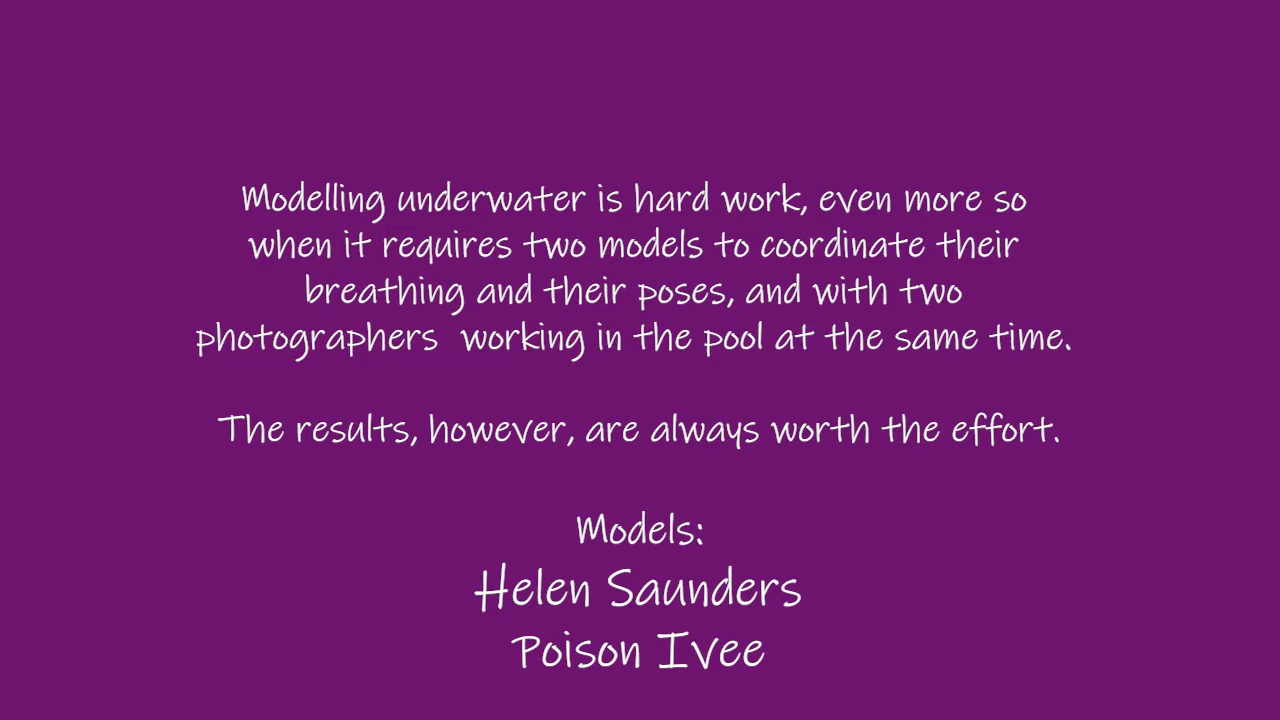 Modelling underwater is hard work, even more so
when it requires two models to coordinate their
breathing and their poses, and with two
photographers  working in the pool at the same time.
The results, however, are always worth the effort.
Models:
Helen Saunders
Poison Ivee